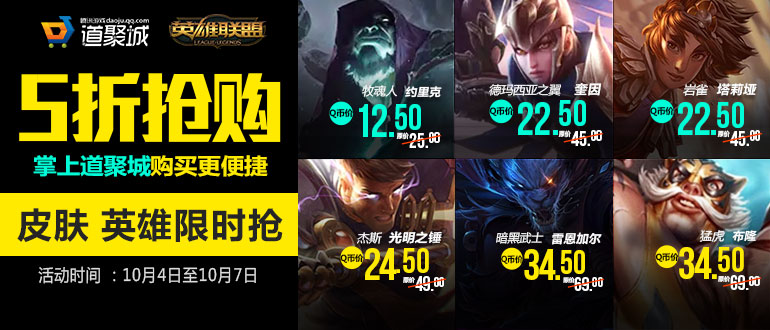 腾讯游戏 daoju.qq.com
道聚城
英雄联盟
LEAGUE OF LEGENDS
5折抢购
掌上道聚城购买更便捷
皮肤 英雄限时抢
活动时间 :10月4日至10月7日
牧魂人 约里克
Q币价 12.50
原价 25.00
德玛西亚之翼 奎因
Q币价 22.50
原价 45.00
岩雀 塔莉垭
Q币价 22.50
原价 45.00
杰斯 光明之锤
Q币价 24.50
原价 49.00
暗黑武士 雷恩加尔
Q币价 34.50
原价 69.00
猛虎 布隆
Q币价 34.50
原价 69.00